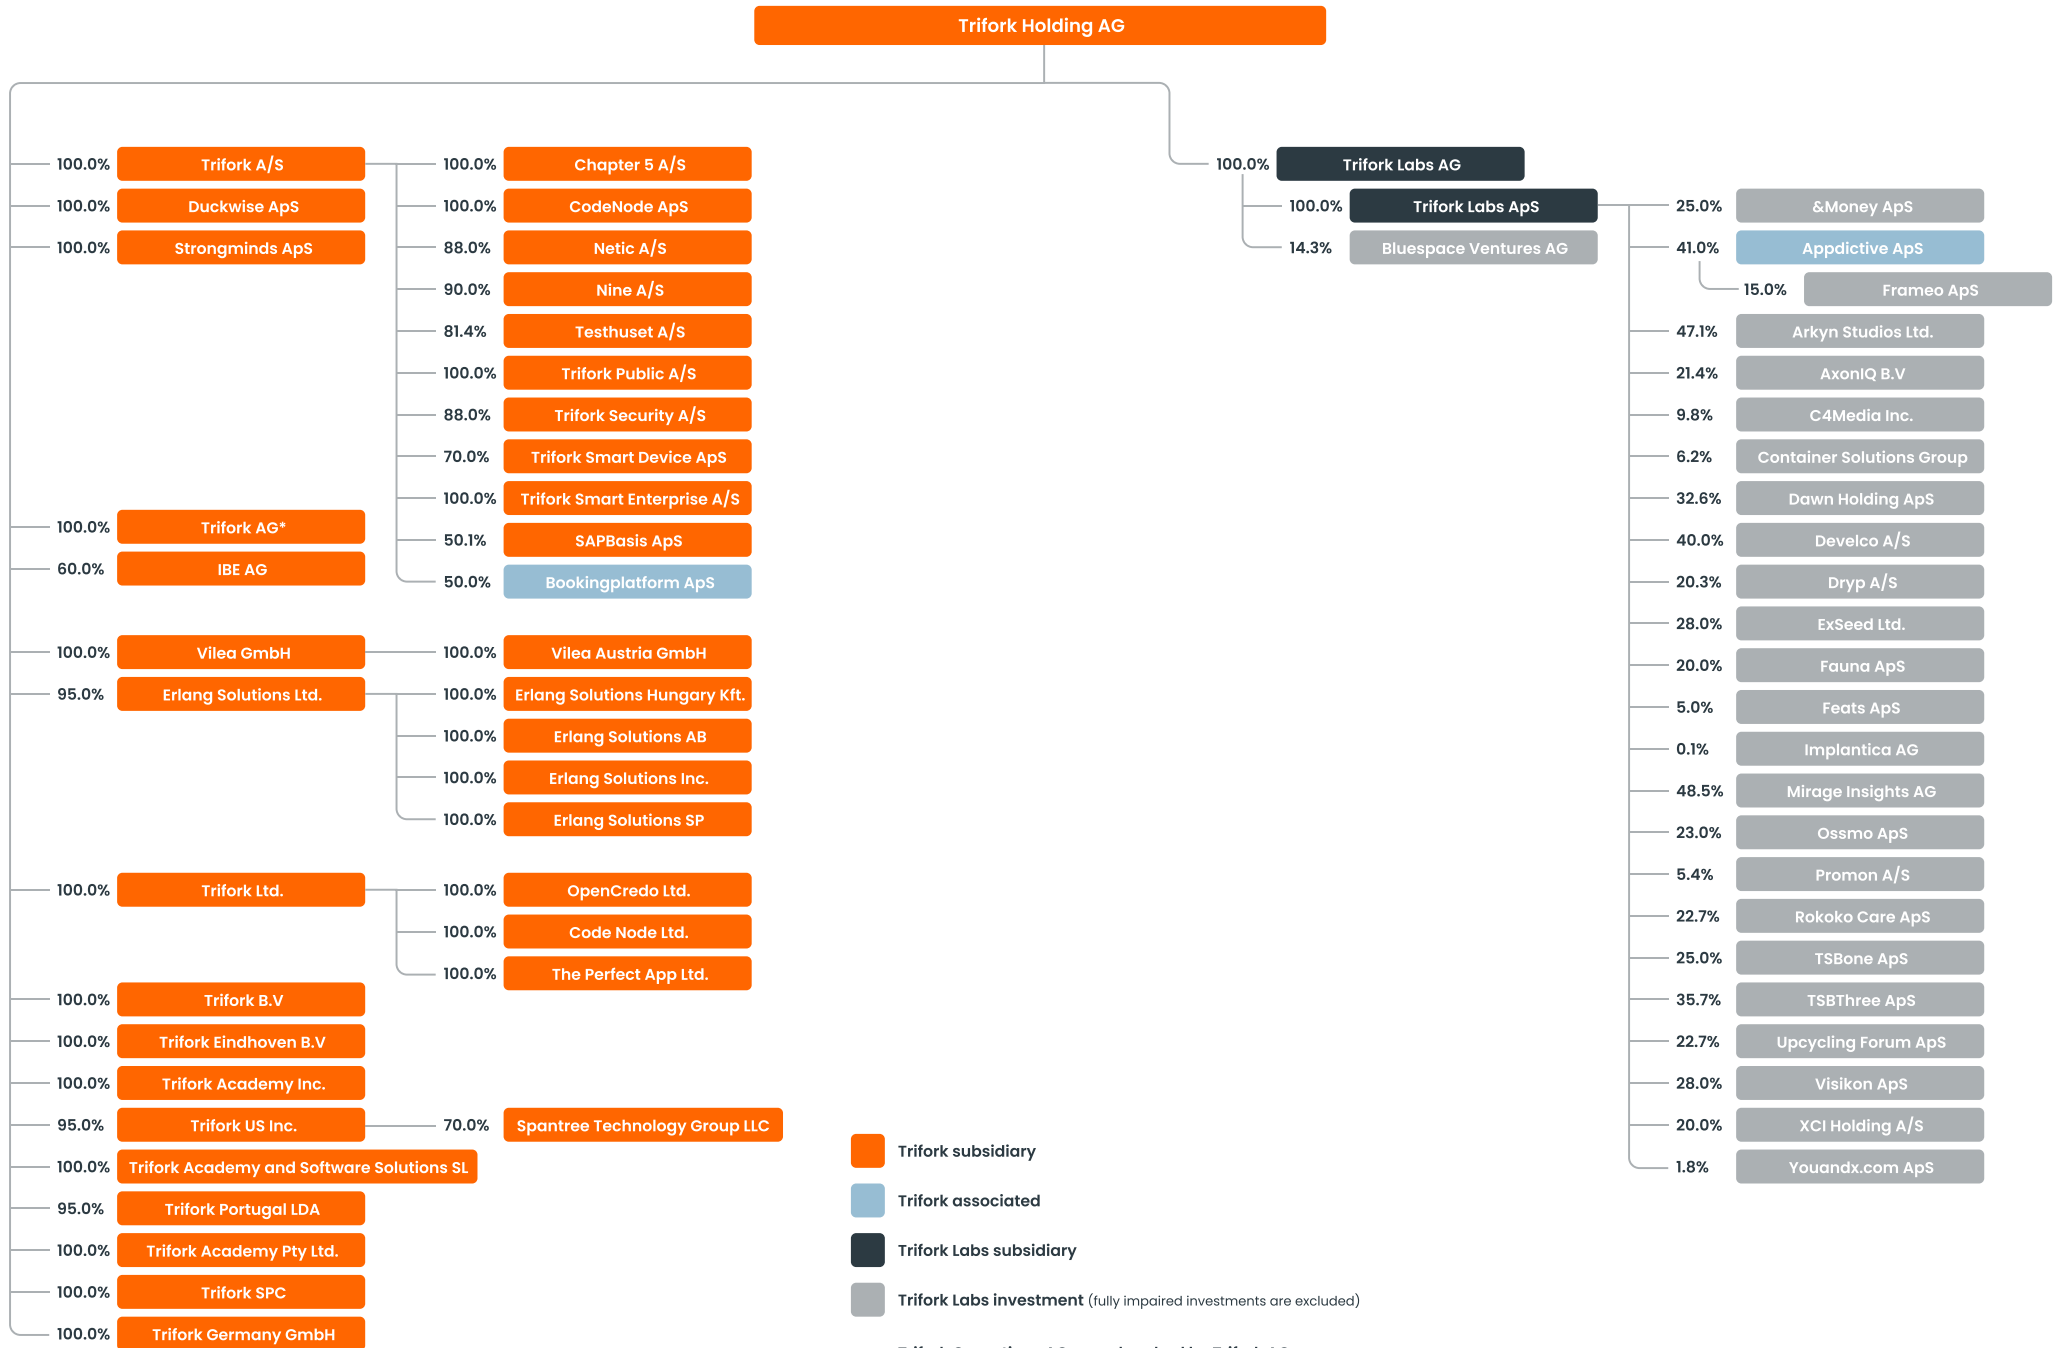 Trifork Holding AG
100.0% Trifork A/S
100.0% Duckwise ApS
100.0% Strongminds ApS
100.0% Trifork AG*
60.0% IBE AG
100.0% Vilea GmbH
95.0% Erlang Solutions Ltd.
100.0% Trifork Ltd.
100.0% Trifork B.V
100.0% Trifork Eindhoven B.V
100.0% Trifork Academy Inc.
95.0% Trifork US Inc.
100.0% Trifork Academy and Software Solutions SL
95.0% Trifork Portugal LDA
100.0% Trifork Academy Pty Ltd.
100.0% Trifork SPC
100.0% Trifork Germany GmbH
100.0% Chapter 5 A/S
100.0% CodeNode ApS
88.0% Netic A/S
90.0% Nine A/S
81.4% Testhuset A/S
100.0% Trifork Public A/S
88.0% Trifork Security A/S
70.0% Trifork Smart Device ApS
100.0% Trifork Smart Enterprise A/S
50.1% SAPBasis ApS
50.0% Bookingplatform ApS
100.0% Vilea Austria GmbH
100.0% Erlang Solutions Hungary Kft.
100.0% Erlang Solutions AB
100.0% Erlang Solutions Inc.
100.0% Erlang Solutions SP
100.0% OpenCredo Ltd.
100.0% Code Node Ltd.
100.0% The Perfect App Ltd.
70.0% Spantree Technology Group LLC
100.0% Trifork Labs AG
100.0% Trifork Labs ApS
14.3% Bluespace Ventures AG
25.0% &Money ApS
41.0% Appdictive ApS
15.0% Frameo ApS
47.1% Arkyn Studios Ltd.
21.4% AxonIQ B.V
9.8% C4Media Inc.
6.2% Container Solutions Group
32.6% Dawn Holding ApS
40.0% Develco A/S
20.3% Dryp A/S
28.0% ExSeed Ltd.
20.0% Fauna ApS
5.0% Feats ApS
0.1% Implantica AG
48.5% Mirage Insights AG
23.0% Ossmo ApS
5.4% Promon A/S
22.7% Rokoko Care ApS
25.0% TSBone ApS
35.7% TSBThree ApS
22.7% Upcycling Forum ApS
28.0% Visikon ApS
20.0% XCI Holding A/S
1.8% Youandx.com ApS
Trifork subsidiary
Trifork associated
Trifork Labs subsidiary
Trifork Labs investment (fully impaired investments are excluded)